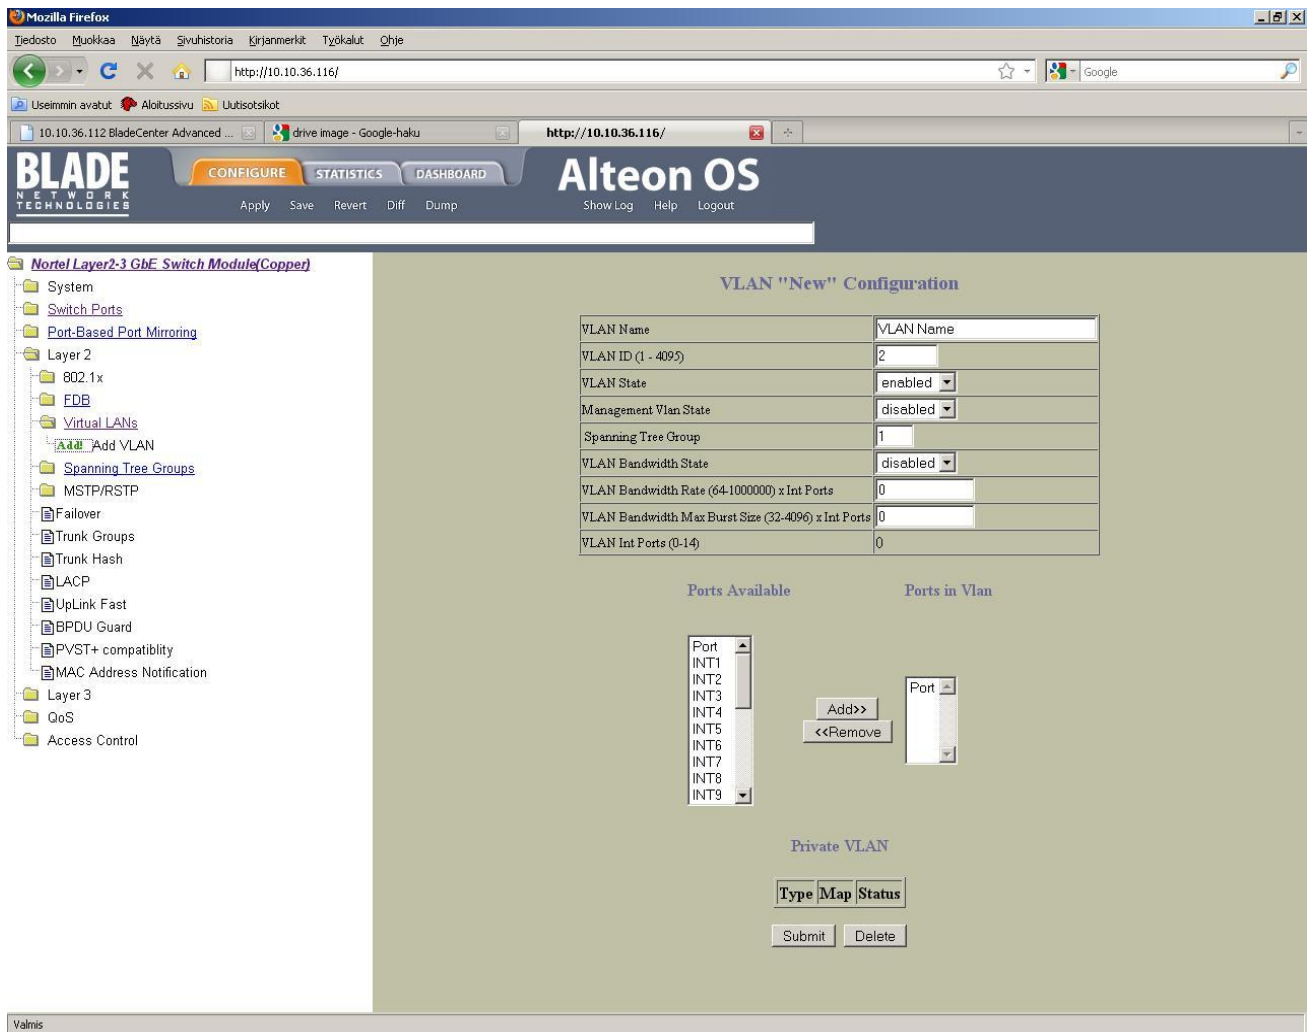 Mozilla Firefox
Tiedosto Muokkaa Näytä Sivuhistoria Kirjanmerkit Työkalut Ohje
http://10.10.36.116/
Google
Useimmin avatut Aloitussivu Uutisotsikot
10.10.36.112 BladeCenter Advanced ... drive image - Google-haku http://10.10.36.116/
BLADE
NETWORK
TECHNOLOGIES
CONFIGURE STATISTICS DASHBOARD
Alteon OS
Apply Save Revert Diff Dump
Show Log Help Logout
Nortel Layer2-3 GbE Switch Module(Copper)
System
Switch Ports
Port-Based Port Mirroring
Layer 2
802.1x
FDB
Virtual LANs
Add! Add VLAN
Spanning Tree Groups
MSTP/RSTP
Failover
Trunk Groups
Trunk Hash
LACP
UpLink Fast
BPDU Guard
PVST+ compatiblity
MAC Address Notification
Layer 3
QoS
Access Control
VLAN "New" Configuration
VLAN Name VLAN Name
VLAN ID (1 - 4095) 2
VLAN State enabled
Management Vlan State disabled
Spanning Tree Group 1
VLAN Bandwidth State disabled
VLAN Bandwidth Rate (64-1000000) x Int Ports 0
VLAN Bandwidth Max Burst Size (32-4096) x Int Ports 0
VLAN Int Ports (0-14) 0
Ports Available Ports in Vlan
Port
INT1
INT2
INT3
INT4
INT5
INT6
INT7
INT8
INT9
Add>>
<<Remove
Port
Private VLAN
Type Map Status
Submit Delete
Valmis